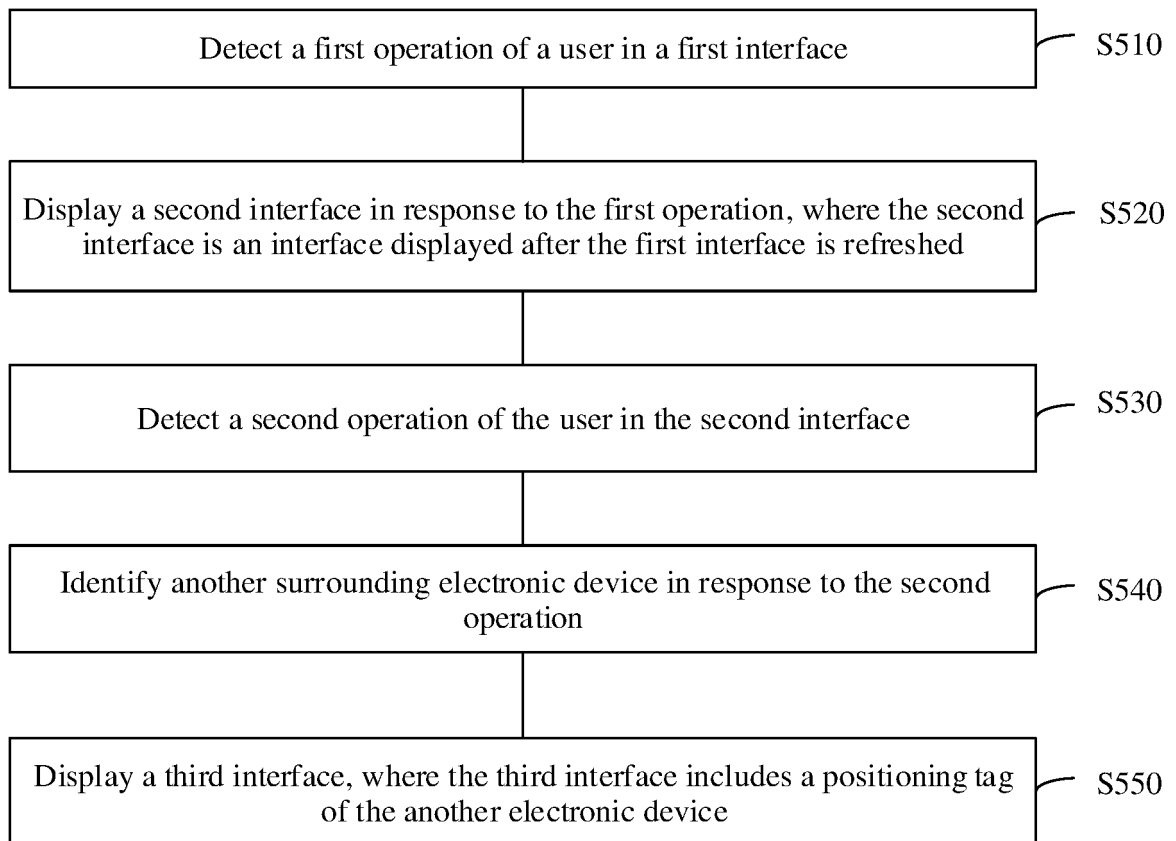 Detect a first operation of a user in a first interface
S510
Display a second interface in response to the first operation, where the second
interface is an interface displayed after the first interface is refreshed
S520
Detect a second operation of the user in the second interface
S530
Identify another surrounding electronic device in response to the second
operation
S540
Display a third interface, where the third interface includes a positioning tag
of the another electronic device
S550